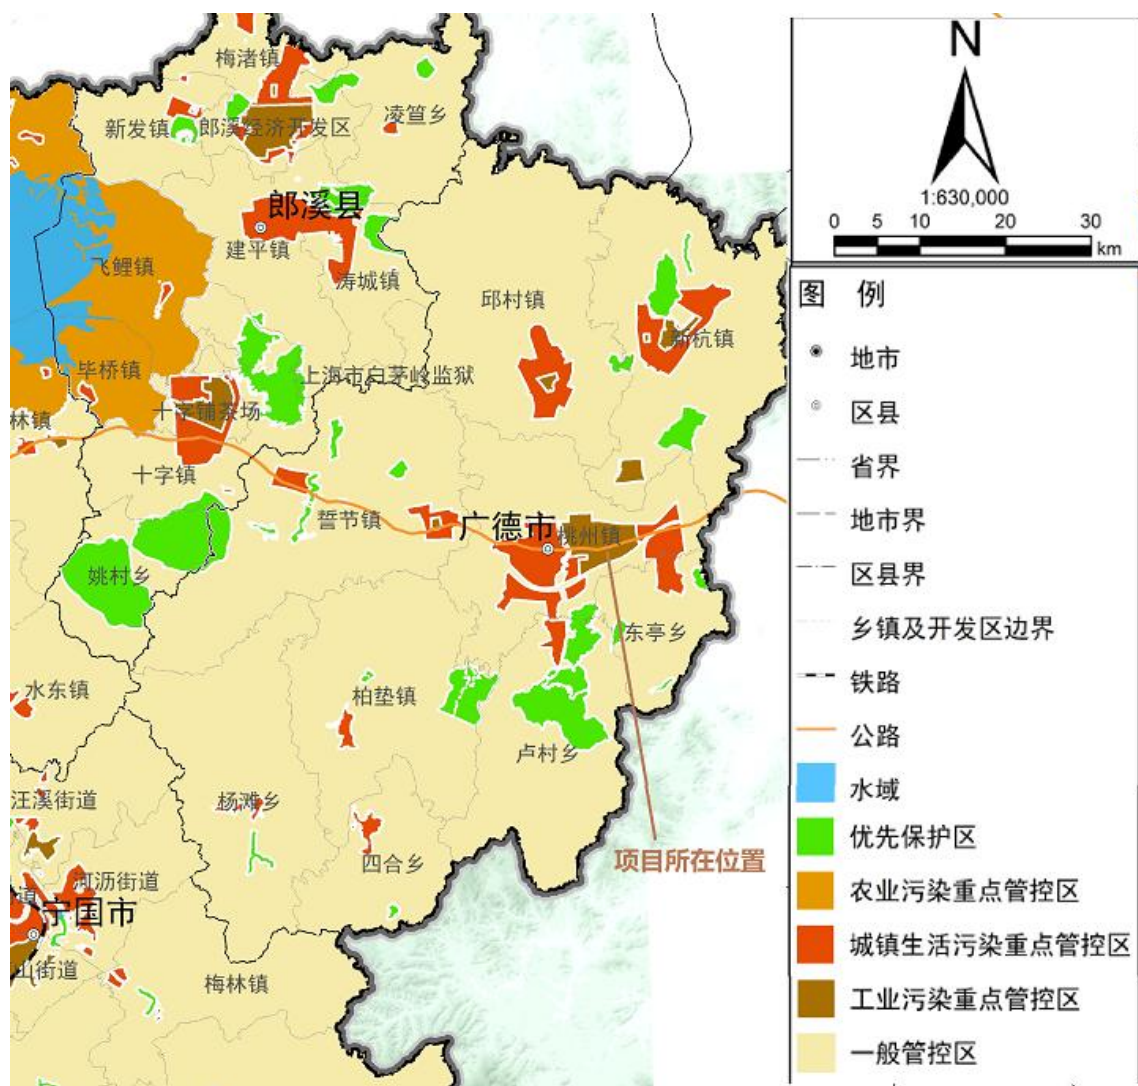 梅渚镇
新发镇
郎溪经济开发区
凌笪乡
郎溪县
建平镇
飞鲤镇
涛城镇
邱村镇
新杭镇
毕桥镇
上海市白茅岭监狱
林镇
十字铺茶场
十字镇
誓节镇
广德市
桃州镇
姚村乡
东亭乡
水东镇
柏垫镇
卢村乡
汪溪街道
杨滩乡
四合乡
项目所在位置
河沥街道
道
宁国市
山街道
梅林镇
N
1:630,000
0 5 10 20 30
km
图 例
地市
区县
省界
地市界
区县界
乡镇及开发区边界
铁路
公路
水域
优先保护区
农业污染重点管控区
城镇生活污染重点管控区
工业污染重点管控区
一般管控区